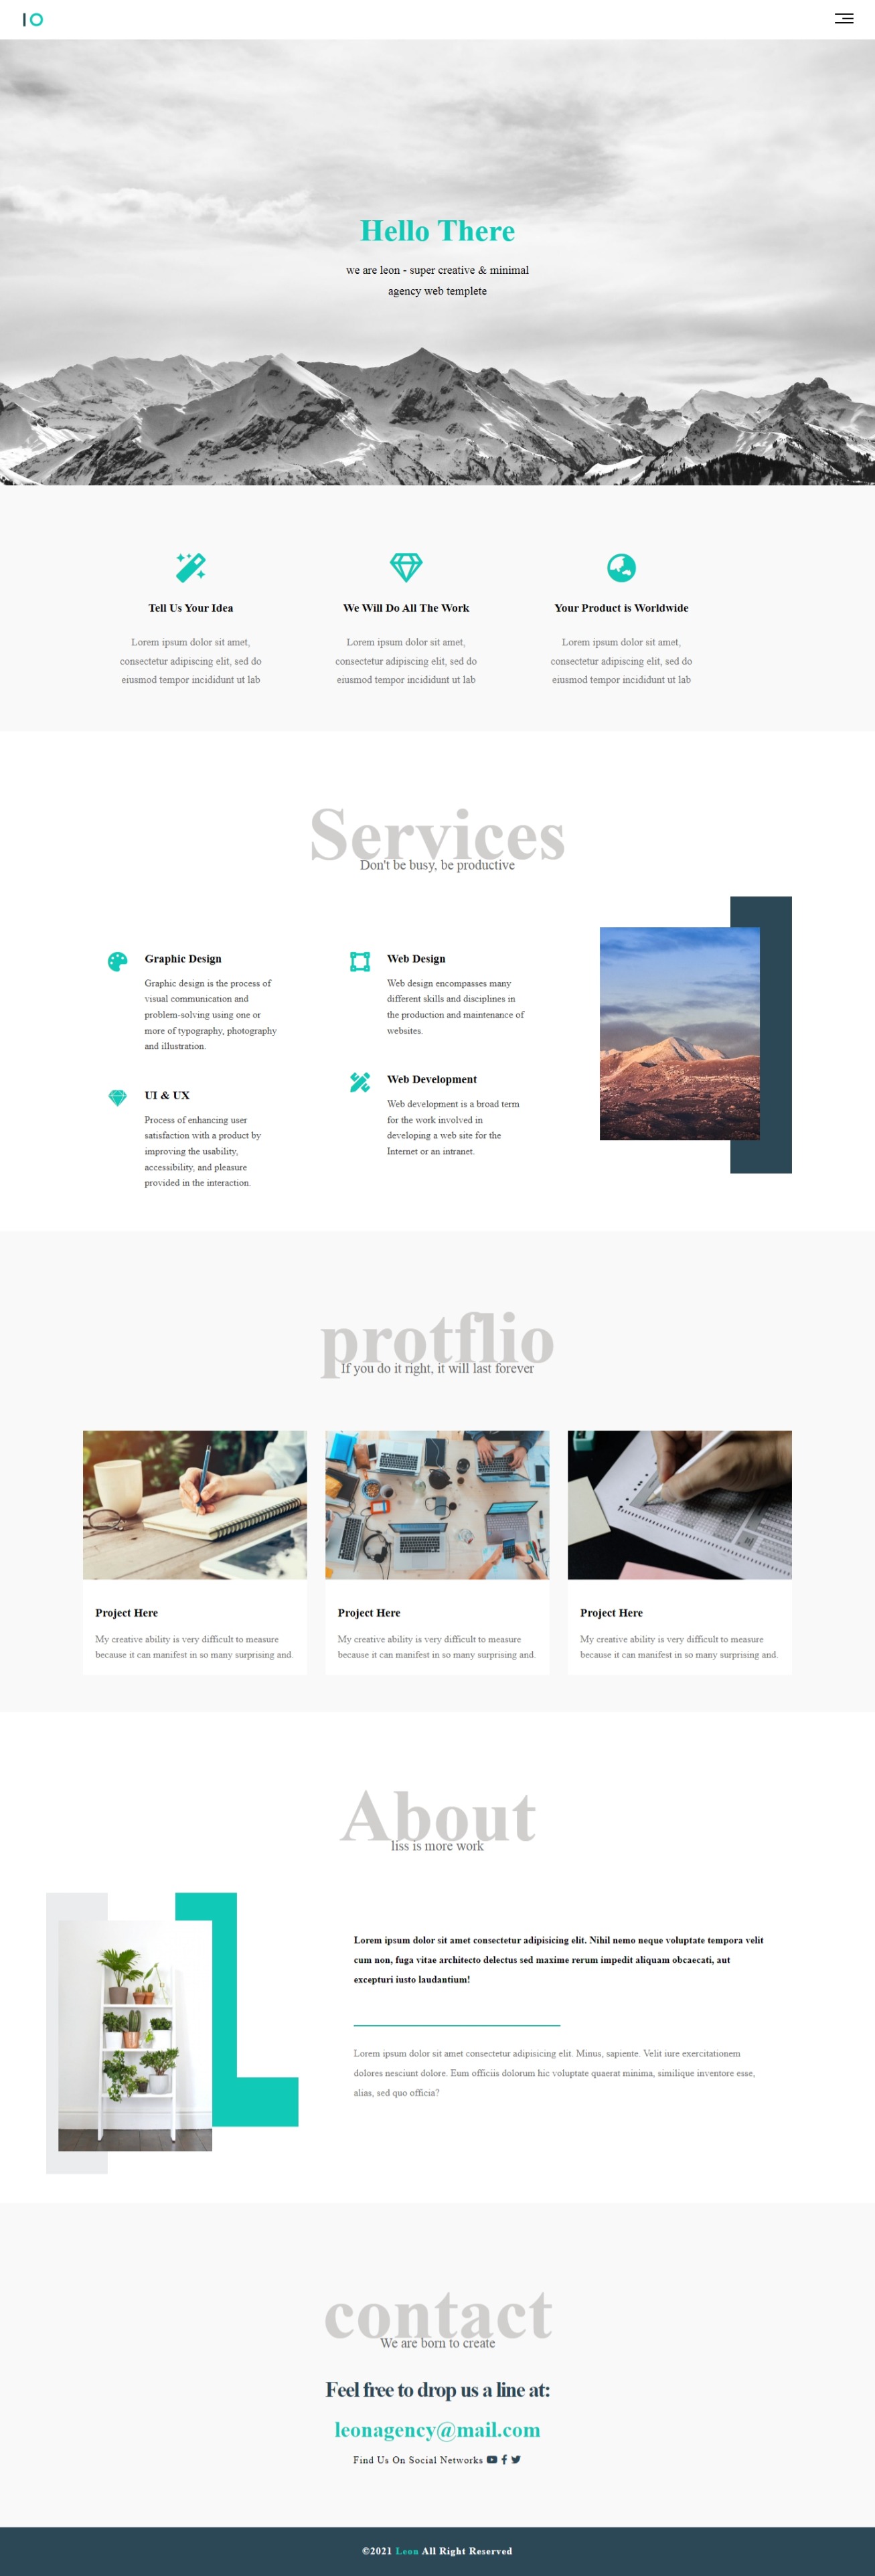 IO
Hello There
we are leon - super creative & minimal
agency web templete
Tell Us Your Idea
Lorem ipsum dolor sit amet,
consectetur adipiscing elit, sed do
eiusmod tempor incididunt ut lab
We Will Do All The Work
Lorem ipsum dolor sit amet,
consectetur adipiscing elit, sed do
eiusmod tempor incididunt ut lab
Your Product is Worldwide
Lorem ipsum dolor sit amet,
consectetur adipiscing elit, sed do
eiusmod tempor incididunt ut lab
Services
Don't be busy, be productive
Graphic Design
Graphic design is the process of
visual communication and
problem-solving using one or
more of typography, photography
and illustration.
UI & UX
Process of enhancing user
satisfaction with a product by
improving the usability,
accessibility, and pleasure
provided in the interaction.
Web Design
Web design encompasses many
different skills and disciplines in
the production and maintenance of
websites.
Web Development
Web development is a broad term
for the work involved in
developing a web site for the
Internet or an intranet.
protflio
If you do it right, it will last forever
Project Here
My creative ability is very difficult to measure
because it can manifest in so many surprising and.
Project Here
My creative ability is very difficult to measure
because it can manifest in so many surprising and.
Project Here
My creative ability is very difficult to measure
because it can manifest in so many surprising and.
About
liss is more work
Lorem ipsum dolor sit amet consectetur adipisicing elit. Nihil nemo neque voluptate tempora velit
cum non, fuga vitae architecto delectus sed maxime rerum impedit aliquam obcaecati, aut
excepturi iusto laudantium!
Lorem ipsum dolor sit amet consectetur adipisicing elit. Minus, sapiente. Velit iure exercitationem
dolores nesciunt dolore. Eum officiis dolorum hic voluptate quaerat minima, similique inventore esse,
alias, sed quo officia?
contact
We are born to create
Feel free to drop us a line at:
leonagency@mail.com
Find Us On Social Networks
©2021 Leon All Right Reserved